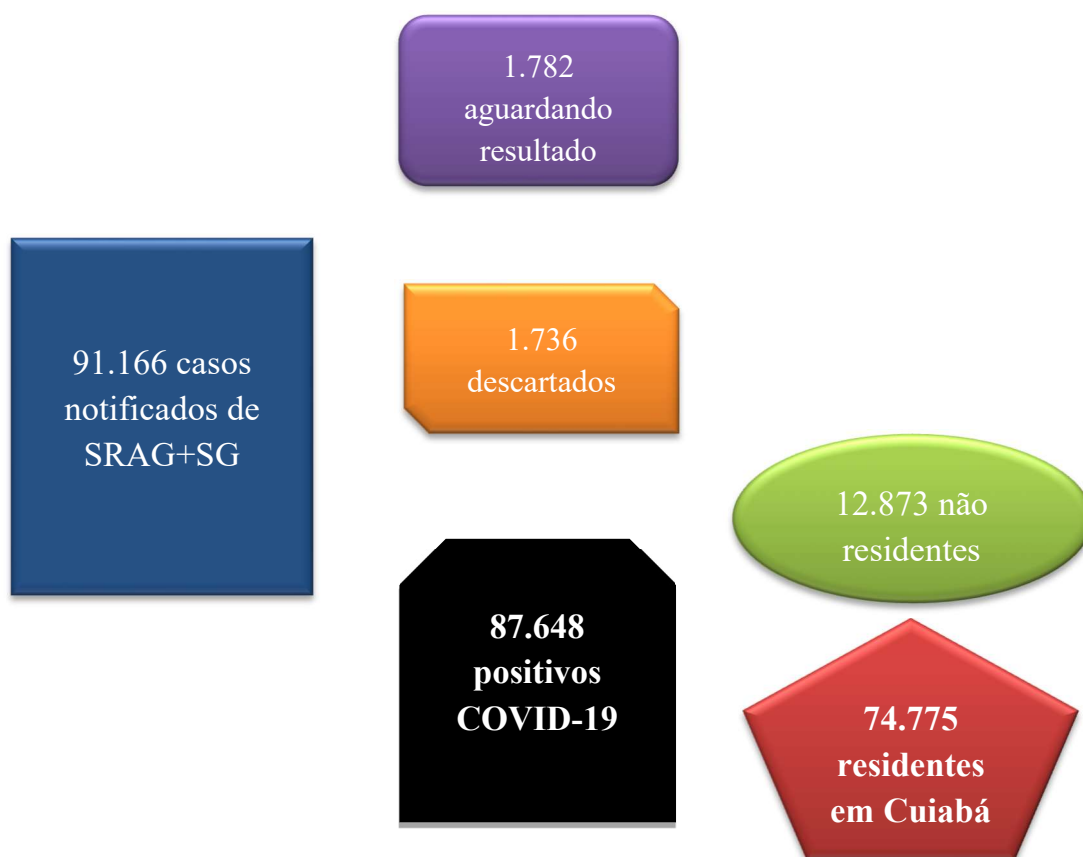 1.782
aguardando
resultado
91.166 casos
notificados de
SRAG+SG
1.736
descartados
12.873 não
residentes
87.648
positivos
COVID-19
74.775
residentes
em Cuiabá